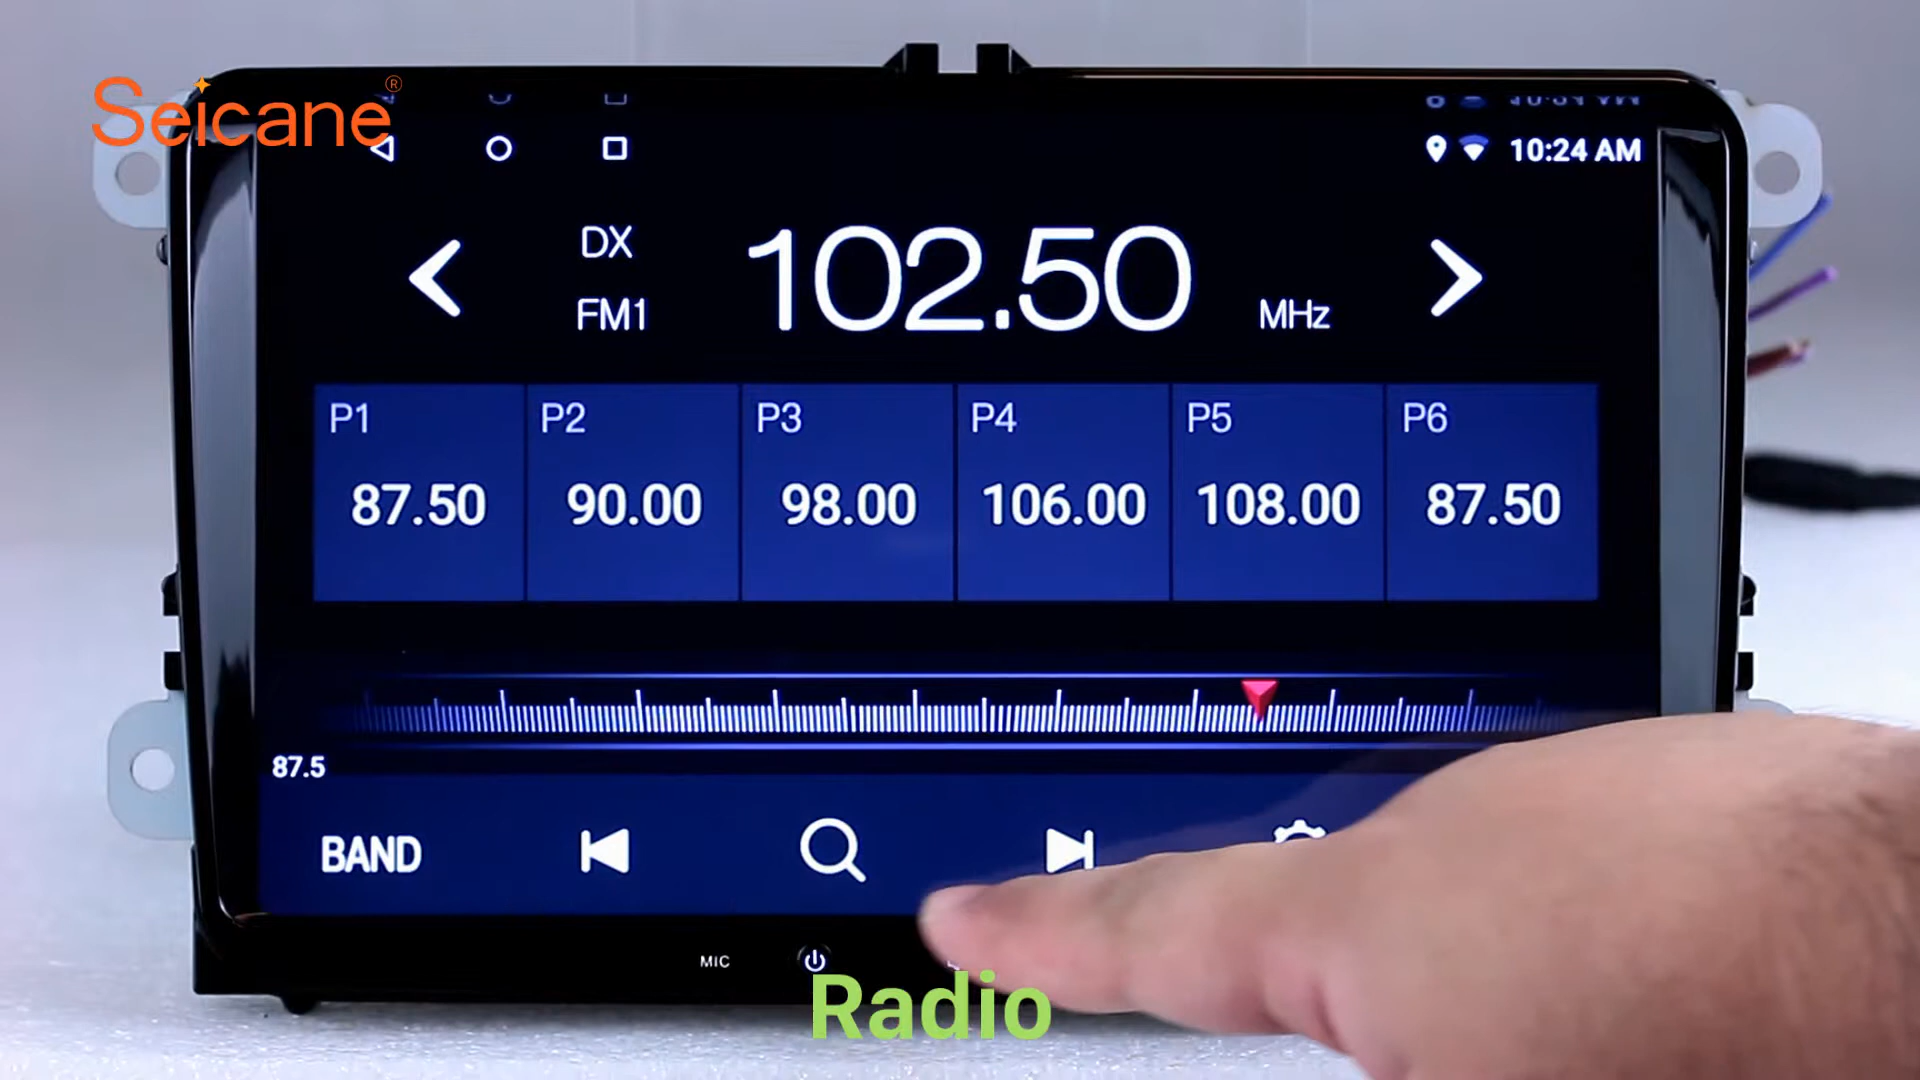 Seicane®
10:24 AM
DX
FM1
102.50
MHz
P1 P2 P3 P4 P5 P6
87.50 90.00 98.00 106.00 108.00 87.50
87.5
BAND
MIC
Radio